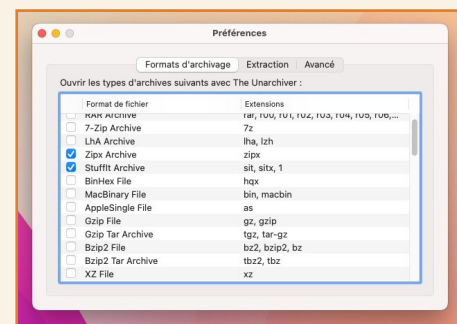 Préférences
Formats d'archivage Extraction Avancé
Ouvrir les types d'archives suivants avec The Unarchiver :
Format de fichier Extensions
RAR Archive rar, r00, r01, r02, r03, r04, r05, r06,...
7-Zip Archive 7z
LhA Archive lha, lzh
Zipx Archive zipx
StuffIt Archive sit, sitx, 1
BinHex File hqx
MacBinary File bin, macbin
AppleSingle File as
Gzip File gz, gzip
Gzip Tar Archive tgz, tar-gz
Bzip2 File bz2, bzip2, bz
Bzip2 Tar Archive tbz2, tbz
XZ File xz